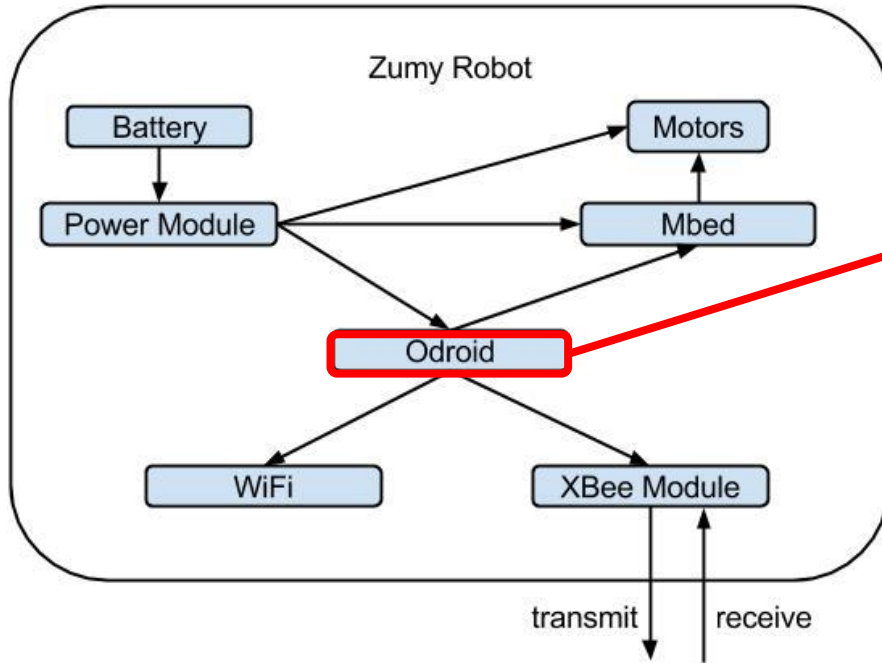 Zumy Robot
Battery
Motors
Power Module
Mbed
Odroid
WiFi
XBee Module
transmit
receive